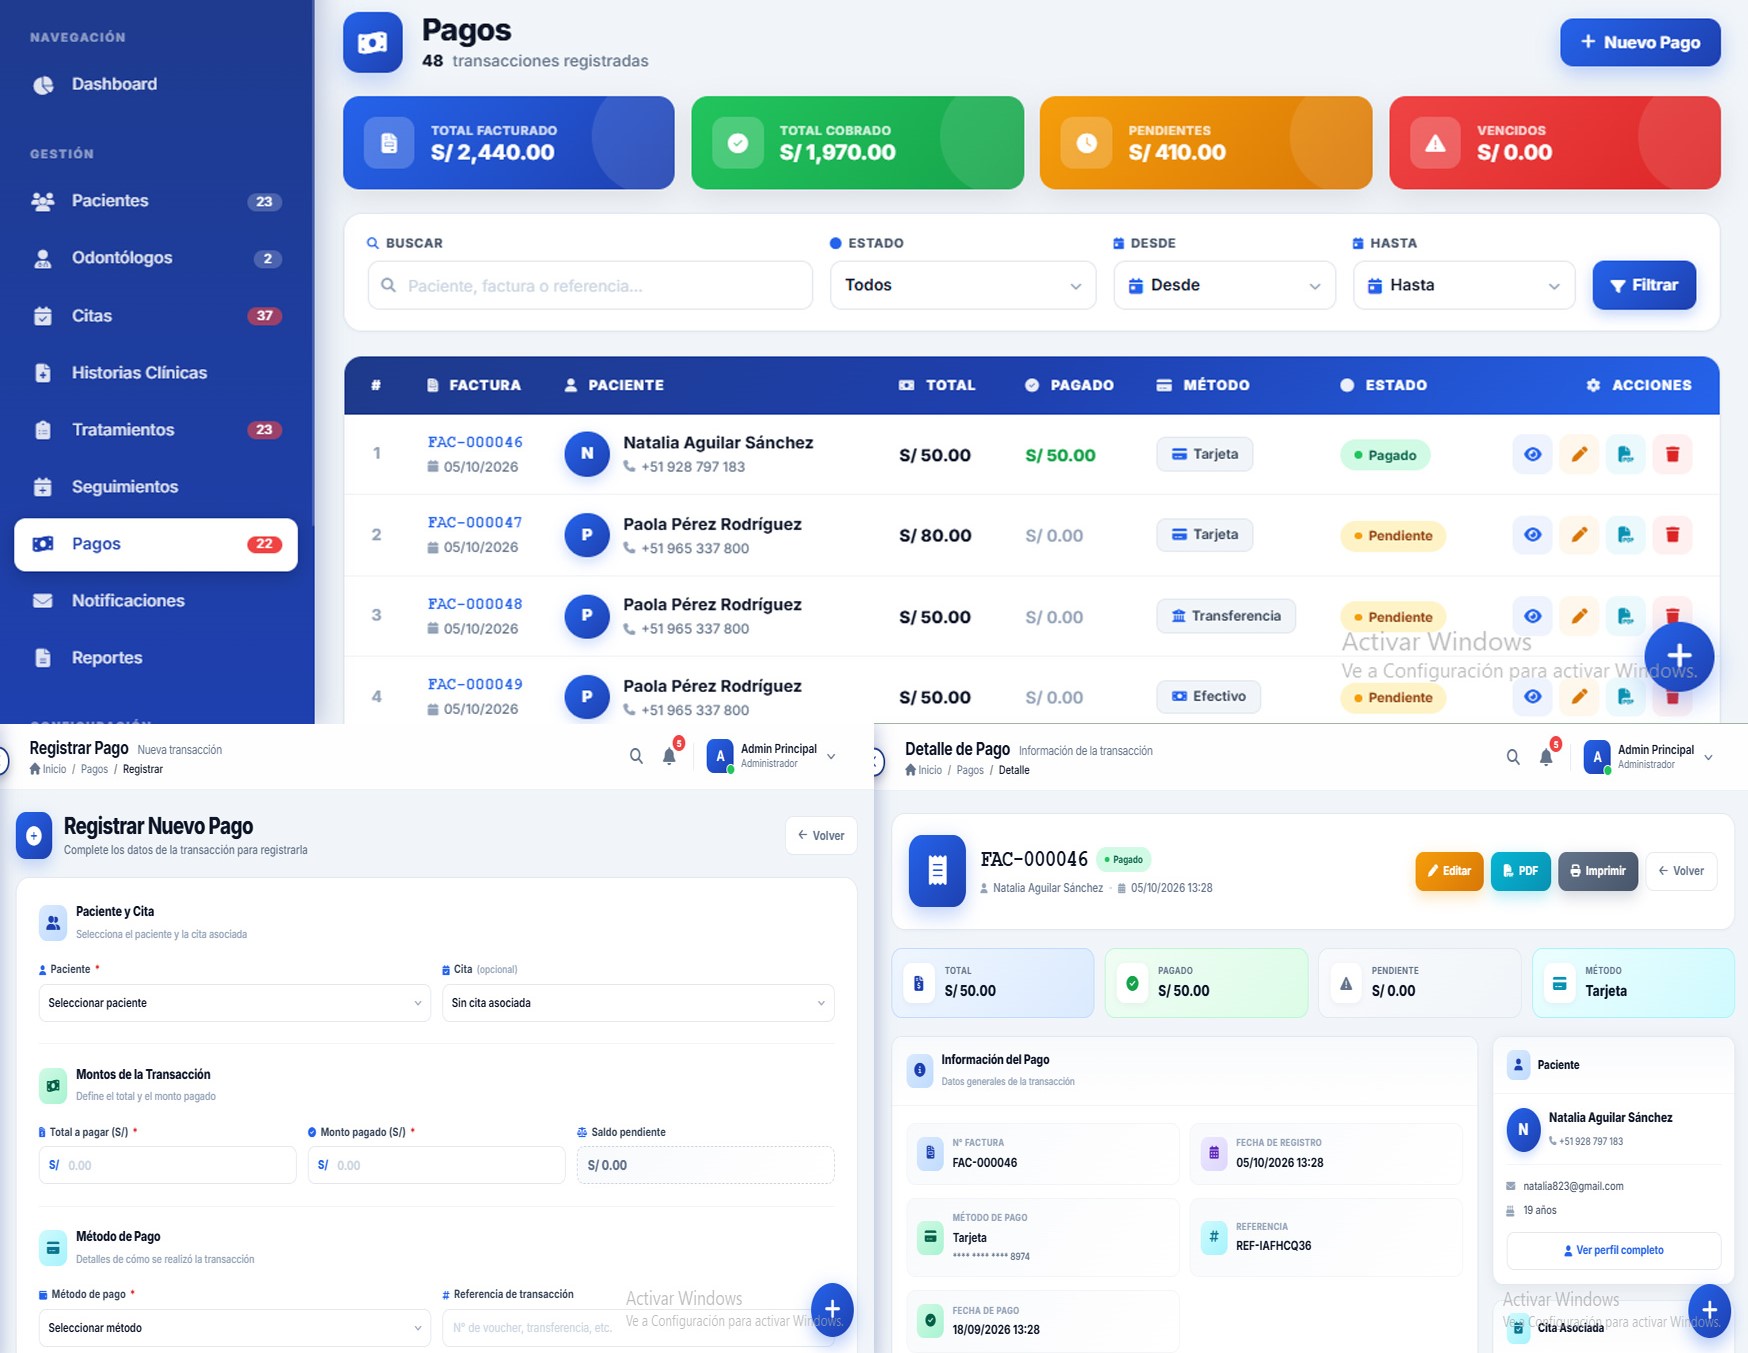 NAVEGACIÓN
Dashboard
GESTIÓN
Pacientes 23
Odontólogos 2
Citas 37
Historias Clínicas
Tratamientos 23
Seguimientos
Pagos 22
Notificaciones
Reportes
CONFIGURACIÓN
Pagos
48 transacciones registradas
+ Nuevo Pago
TOTAL FACTURADO
S/ 2,440.00
TOTAL COBRADO
S/ 1,970.00
PENDIENTES
S/ 410.00
VENCIDOS
S/ 0.00
BUSCAR
Paciente, factura o referencia...
ESTADO
Todos
DESDE
Desde
HASTA
Hasta
Filtrar
# FACTURA PACIENTE TOTAL PAGADO MÉTODO ESTADO ACCIONES
1 FAC-000046 Natalia Aguilar Sánchez S/ 50.00 S/ 50.00 Tarjeta Pagado
05/10/2026 +51 928 797 183
2 FAC-000047 Paola Pérez Rodríguez S/ 80.00 S/ 0.00 Tarjeta Pendiente
05/10/2026 +51 965 337 800
3 FAC-000048 Paola Pérez Rodríguez S/ 50.00 S/ 0.00 Transferencia Pendiente
05/10/2026 +51 965 337 800
4 FAC-000049 Paola Pérez Rodríguez S/ 50.00 S/ 0.00 Efectivo Pendiente
05/10/2026 +51 965 337 800
N
P
P
P
Activar Windows
Ve a Configuración para activar Windows.
Registrar Pago Nueva transacción
Inicio / Pagos / Registrar
5
A
Admin Principal
Administrador
Registrar Nuevo Pago
Complete los datos de la transacción para registrarla
← Volver
Paciente y Cita
Selecciona el paciente y la cita asociada
Paciente *
Seleccionar paciente
Cita (opcional)
Sin cita asociada
Montos de la Transacción
Define el total y el monto pagado
Total a pagar (S/) *
S/ 0.00
Monto pagado (S/) *
S/ 0.00
Saldo pendiente
S/ 0.00
Método de Pago
Detalles de cómo se realizó la transacción
Método de pago *
Seleccionar método
# Referencia de transacción
N° de voucher, transferencia, etc.
Activar Windows
Ve a Configuración para activar Windows.
Detalle de Pago Información de la transacción
Inicio / Pagos / Detalle
5
A
Admin Principal
Administrador
FAC-000046 Pagado
Natalia Aguilar Sánchez · 05/10/2026 13:28
Editar
PDF
Imprimir
← Volver
TOTAL
S/ 50.00
PAGADO
S/ 50.00
PENDIENTE
S/ 0.00
MÉTODO
Tarjeta
Información del Pago
Datos generales de la transacción
N° FACTURA
FAC-000046
FECHA DE REGISTRO
05/10/2026 13:28
MÉTODO DE PAGO
Tarjeta
**** **** **** 8974
# REFERENCIA
REF-IAFHCQ36
FECHA DE PAGO
18/09/2026 13:28
Paciente
N
Natalia Aguilar Sánchez
+51 928 797 183
natalia823@gmail.com
19 años
Ver perfil completo
Cita Asociada
Activar Windows
Ve a Configuración para activar Windows.